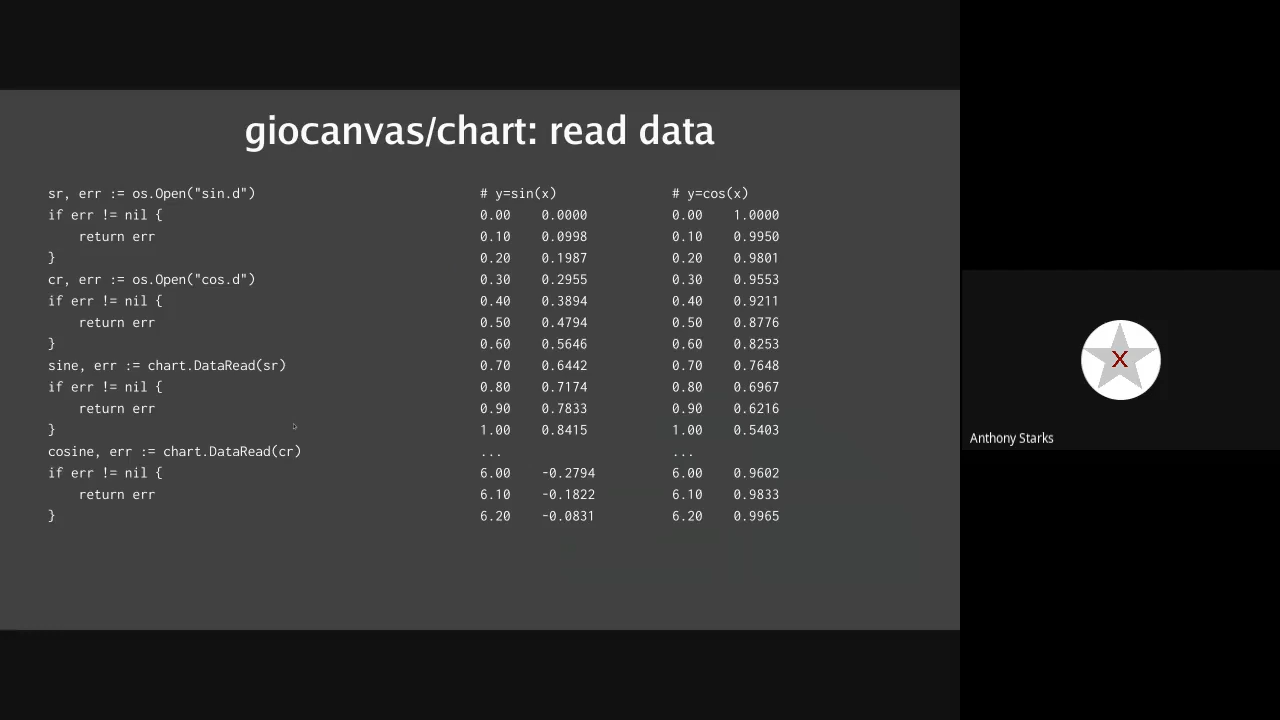 giocanvas/chart: read data
sr, err := os.Open("sin.d")
if err != nil {
    return err
}
cr, err := os.Open("cos.d")
if err != nil {
    return err
}
sine, err := chart.DataRead(sr)
if err != nil {
    return err
}
cosine, err := chart.DataRead(cr)
if err != nil {
    return err
}
# y=sin(x)
0.00    0.0000
0.10    0.0998
0.20    0.1987
0.30    0.2955
0.40    0.3894
0.50    0.4794
0.60    0.5646
0.70    0.6442
0.80    0.7174
0.90    0.7833
1.00    0.8415
...
6.00    -0.2794
6.10    -0.1822
6.20    -0.0831
# y=cos(x)
0.00    1.0000
0.10    0.9950
0.20    0.9801
0.30    0.9553
0.40    0.9211
0.50    0.8776
0.60    0.8253
0.70    0.7648
0.80    0.6967
0.90    0.6216
1.00    0.5403
...
6.00    0.9602
6.10    0.9833
6.20    0.9965
X
Anthony Starks